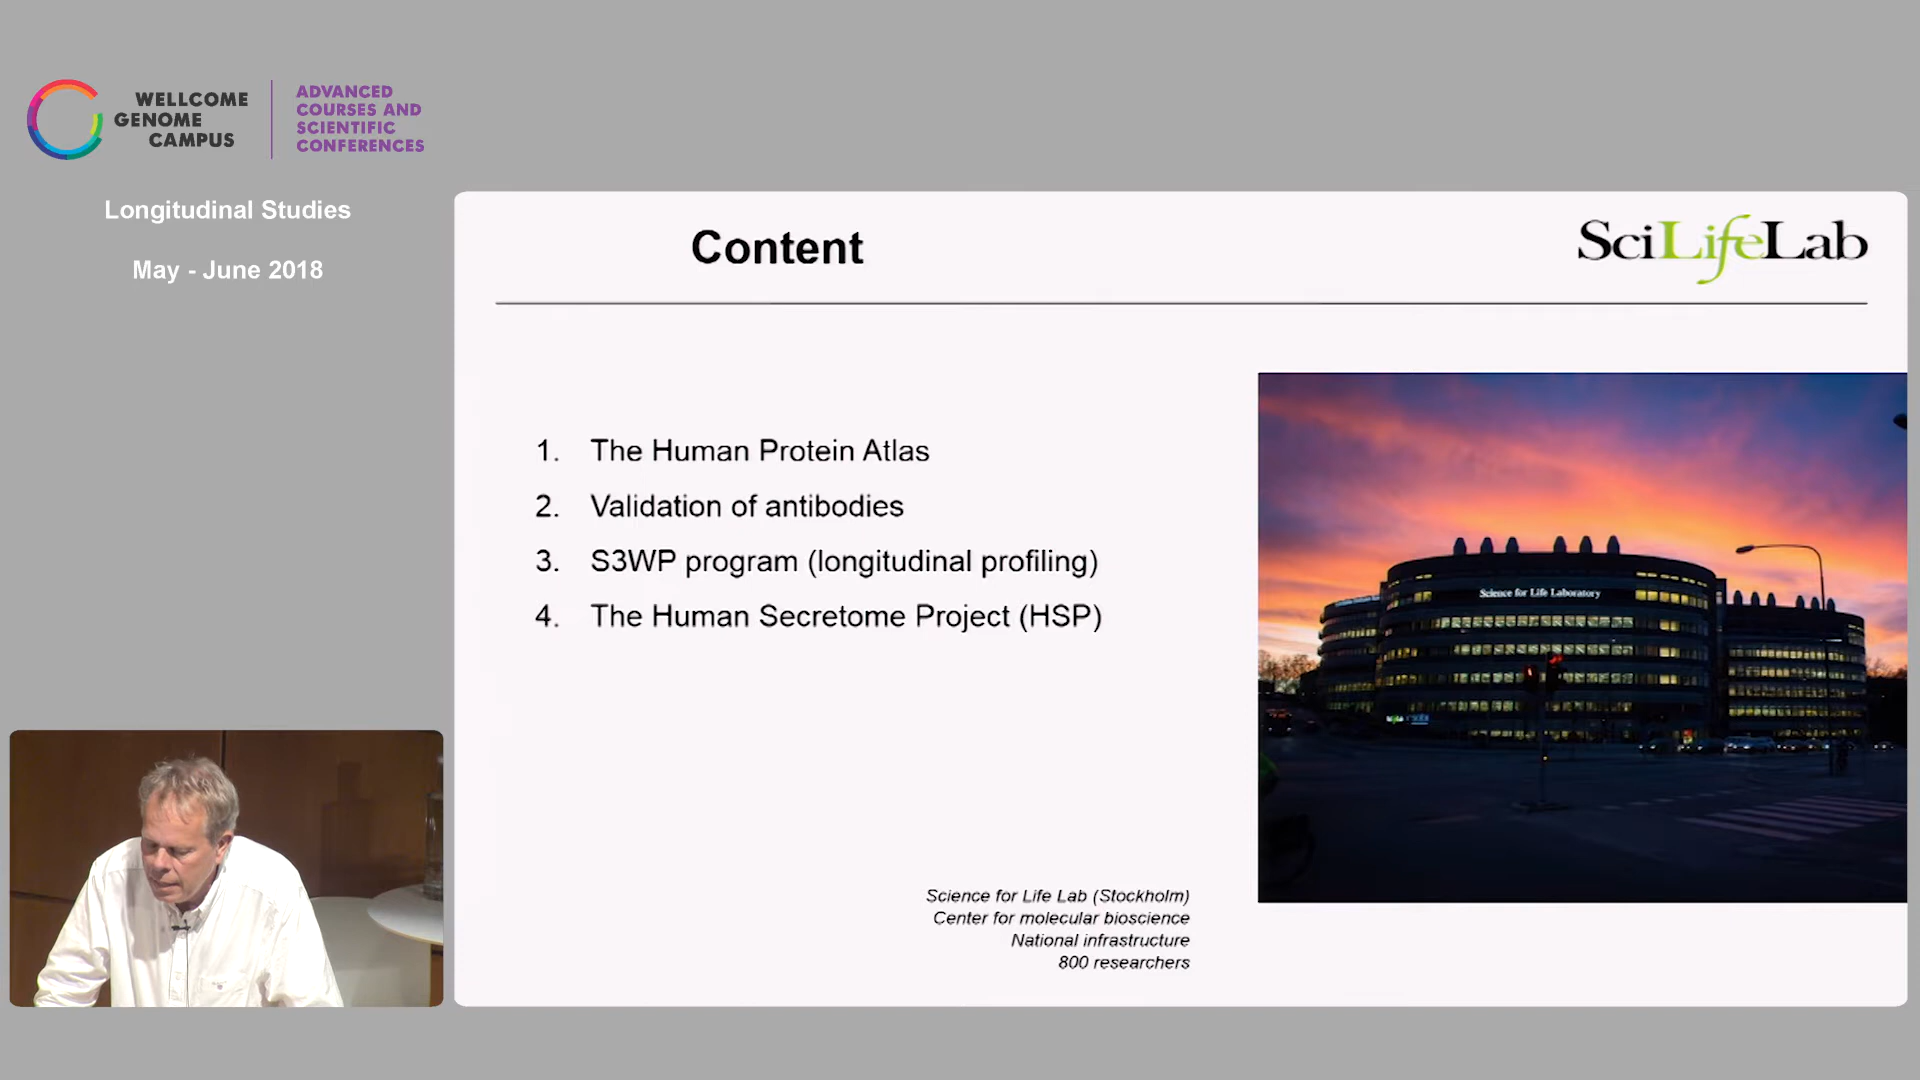 WELLCOME
GENOME
CAMPUS
ADVANCED
COURSES AND
SCIENTIFIC
CONFERENCES
Longitudinal Studies
May - June 2018
Content
SciLifeLab
1. The Human Protein Atlas
2. Validation of antibodies
3. S3WP program (longitudinal profiling)
4. The Human Secretome Project (HSP)
Science for Life Laboratory
Science for Life Lab (Stockholm)
Center for molecular bioscience
National infrastructure
800 researchers